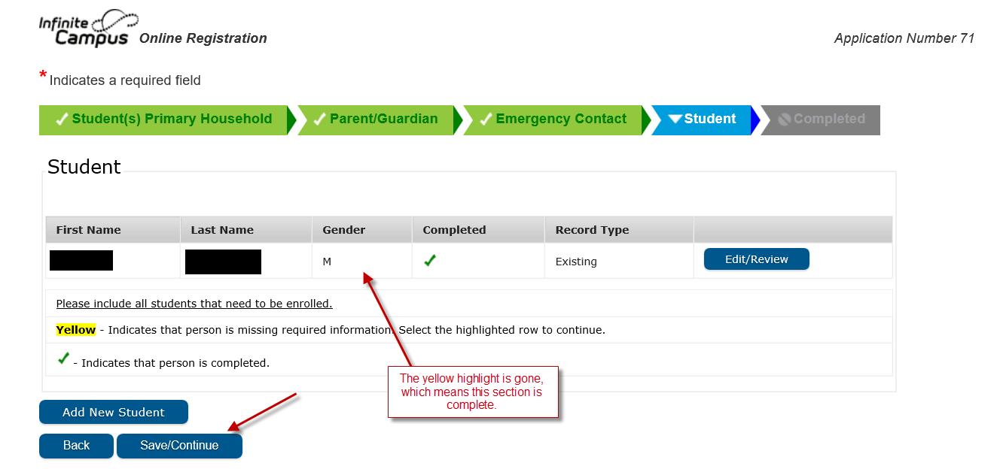 Infinite
Campus Online Registration
Application Number 71
* Indicates a required field
Student(s) Primary Household Parent/Guardian Emergency Contact Student Completed
Student
First Name Last Name Gender Completed Record Type
M Existing Edit/Review
Please include all students that need to be enrolled.
Yellow - Indicates that person is missing required information. Select the highlighted row to continue.
- Indicates that person is completed.
The yellow highlight is gone,
which means this section is
complete.
Add New Student
Back Save/Continue